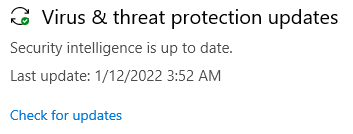 Virus & threat protection updates
Security intelligence is up to date.
Last update: 1/12/2022 3:52 AM
Check for updates